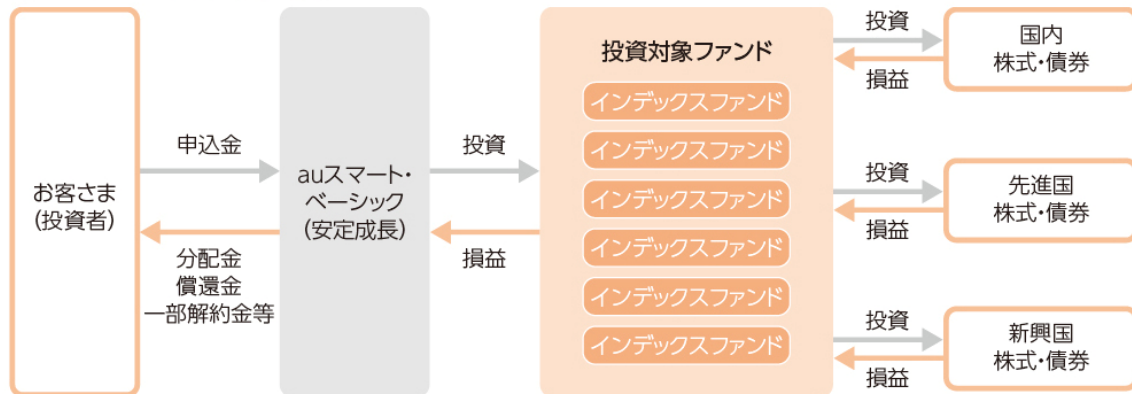 お客さま
(投資者)
申込金
分配金
償還金
一部解約金等
auスマート・
ベーシック
(安定成長)
投資
損益
投資対象ファンド
インデックスファンド
インデックスファンド
インデックスファンド
インデックスファンド
インデックスファンド
インデックスファンド
投資
損益
国内
株式・債券
投資
損益
先進国
株式・債券
投資
損益
新興国
株式・債券